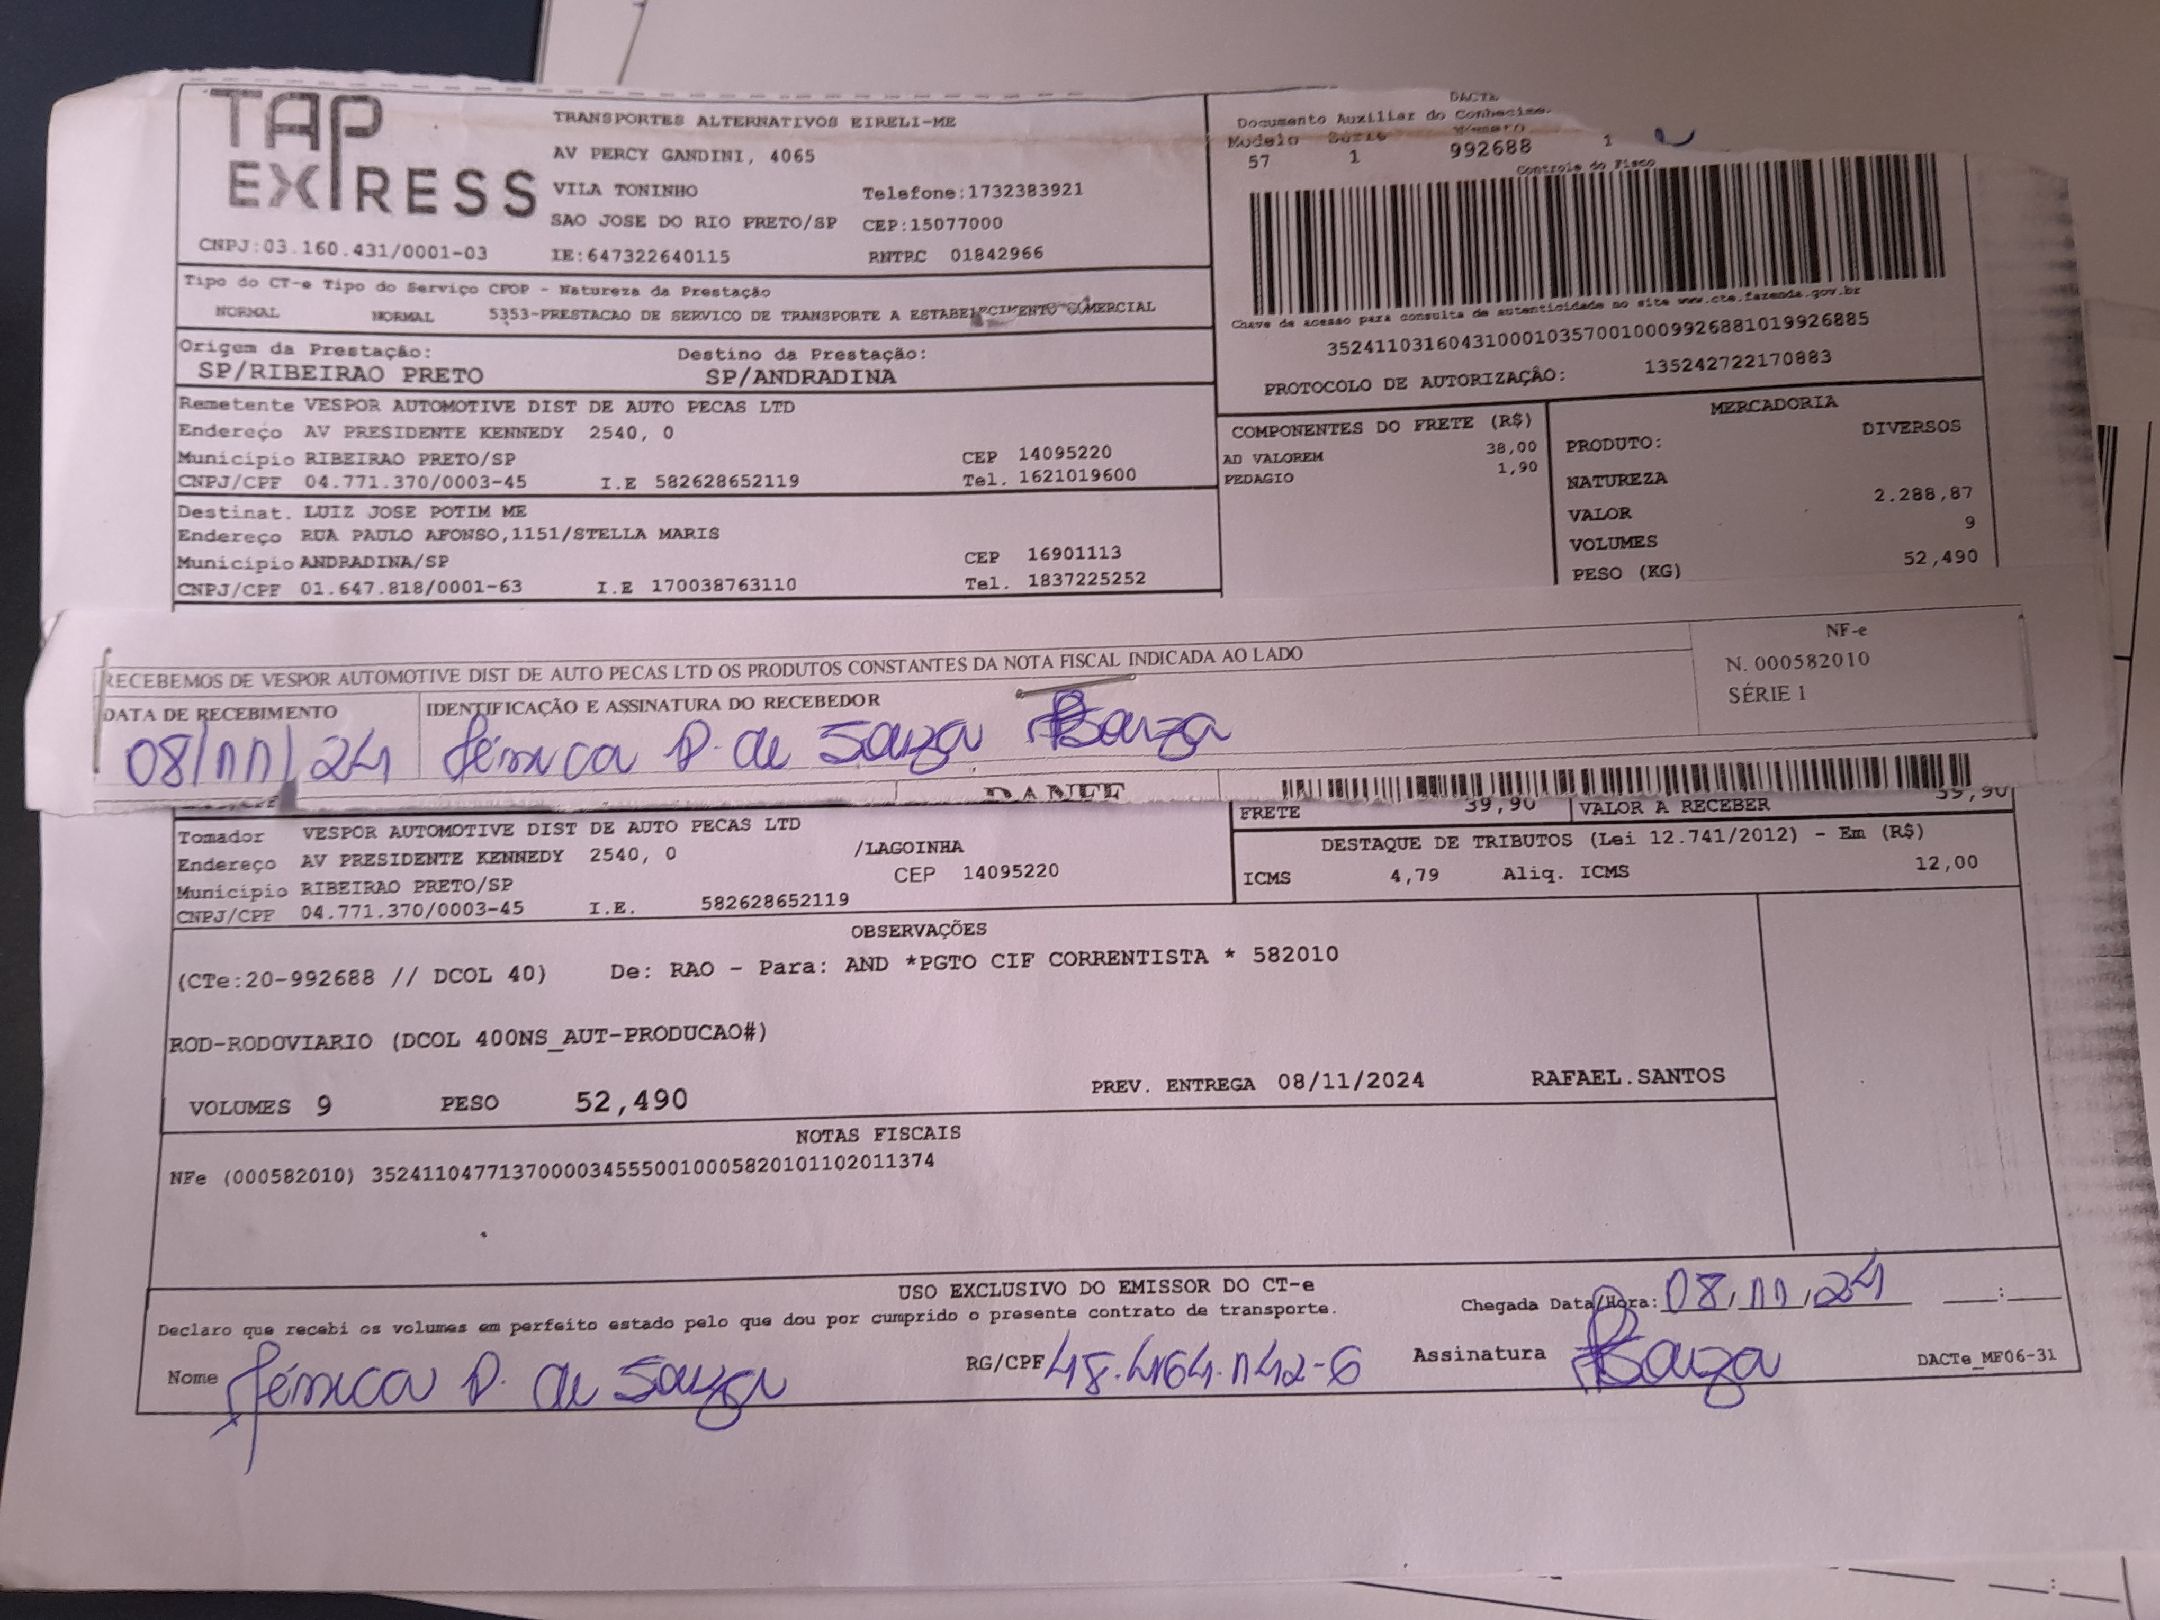 TAP EXPRESS
TRANSPORTES ALTERNATIVOS EIRELI-ME
AV PERCY GANDINI, 4065
VILA TONINHO Telefone:1732383921
SAO JOSE DO RIO PRETO/SP CEP:15077000
CNPJ:03.160.431/0001-03 IE:647322640115 RNTRC 01842966
DACTE
Documento Auxiliar do Conhecime.
Modelo Série Número
57 1 992688 1
Controle do Fisco
Chave de acesso para consulta de autenticidade no site www.cte.fazenda.gov.br
35241103160431000103570010009926881019926885
PROTOCOLO DE AUTORIZAÇÃO: 135242722170883
Tipo do CT-e Tipo do Serviço CFOP - Natureza da Prestação
NORMAL NORMAL 5353-PRESTACAO DE SERVICO DE TRANSPORTE A ESTABELECIMENTO COMERCIAL
Origem da Prestação: Destino da Prestação:
SP/RIBEIRAO PRETO SP/ANDRADINA
Remetente VESPOR AUTOMOTIVE DIST DE AUTO PECAS LTD
Endereço AV PRESIDENTE KENNEDY 2540, 0
Município RIBEIRAO PRETO/SP CEP 14095220
CNPJ/CPF 04.771.370/0003-45 I.E 582628652119 Tel. 1621019600
Destinat. LUIZ JOSE POTIM ME
Endereço RUA PAULO AFONSO,1151/STELLA MARIS
Município ANDRADINA/SP CEP 16901113
CNPJ/CPF 01.647.818/0001-63 I.E 170038763110 Tel. 1837225252
COMPONENTES DO FRETE (R$)
AD VALOREM 38,00
PEDAGIO 1,90
MERCADORIA
PRODUTO: DIVERSOS
NATUREZA
VALOR 2.288,87
VOLUMES 9
PESO (KG) 52,490
RECEBEMOS DE VESPOR AUTOMOTIVE DIST DE AUTO PECAS LTD OS PRODUTOS CONSTANTES DA NOTA FISCAL INDICADA AO LADO
NF-e
N. 000582010
SÉRIE 1
DATA DE RECEBIMENTO IDENTIFICAÇÃO E ASSINATURA DO RECEBEDOR
08/11/24 Jéssica D. de Souza Souza
DANFE
FRETE 39,90 VALOR A RECEBER 39,90
Tomador VESPOR AUTOMOTIVE DIST DE AUTO PECAS LTD
Endereço AV PRESIDENTE KENNEDY 2540, 0 /LAGOINHA
Município RIBEIRAO PRETO/SP CEP 14095220
CNPJ/CPF 04.771.370/0003-45 I.E. 582628652119
DESTAQUE DE TRIBUTOS (Lei 12.741/2012) - Em (R$)
ICMS 4,79 Aliq. ICMS 12,00
OBSERVAÇÕES
(CTe:20-992688 // DCOL 40) De: RAO - Para: AND *PGTO CIF CORRENTISTA * 582010
ROD-RODOVIARIO (DCOL 400NS_AUT-PRODUCAO#)
VOLUMES 9 PESO 52,490 PREV. ENTREGA 08/11/2024 RAFAEL.SANTOS
NOTAS FISCAIS
NFe (000582010) 35241104771370000345550010005820101102011374
USO EXCLUSIVO DO EMISSOR DO CT-e
Declaro que recebi os volumes em perfeito estado pelo que dou por cumprido o presente contrato de transporte.
Chegada Data/Hora: 08/11/24 __:__
Nome Jéssica D. de Souza RG/CPF 48.464.142-6 Assinatura Souza DACTe_MF06-31